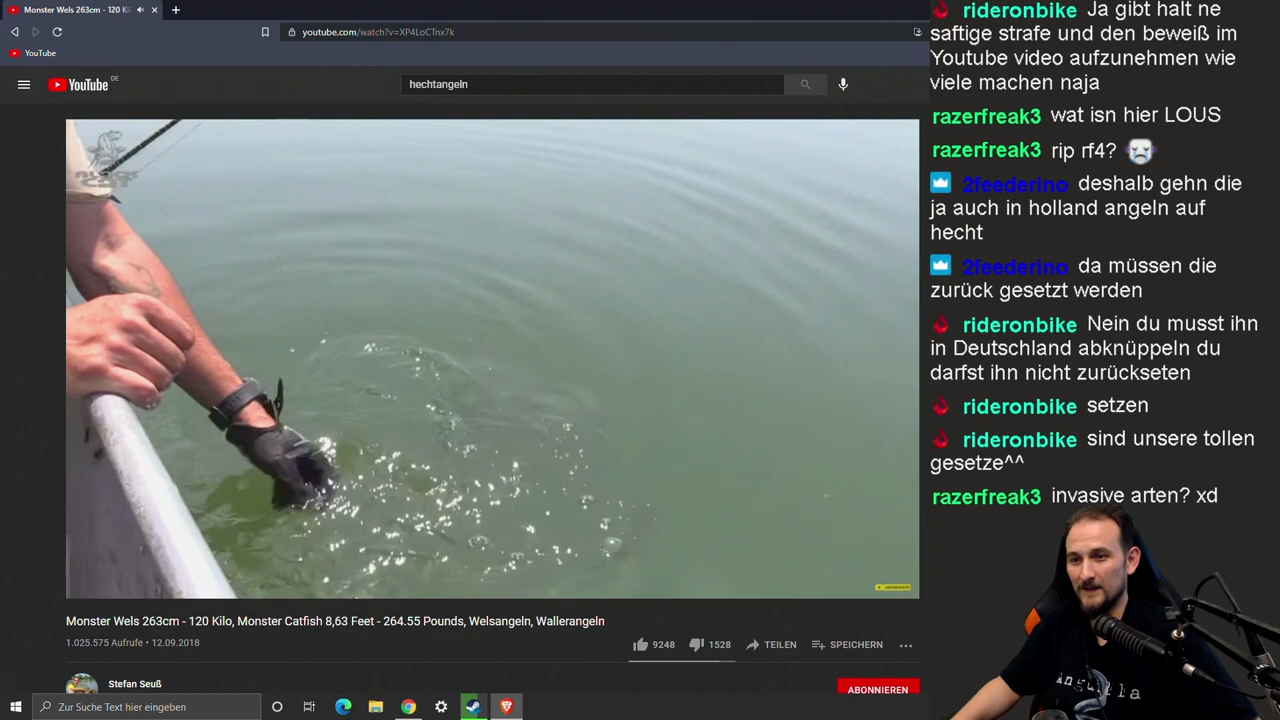 Monster Wels 263cm - 120 Kil
youtube.com/watch?v=XP4LoCTnx7k
YouTube
YouTube DE
hechtangeln
CAT
Monster Wels 263cm - 120 Kilo, Monster Catfish 8,63 Feet - 264.55 Pounds, Welsangeln, Wallerangeln
1.025.575 Aufrufe • 12.09.2018
9248 1528 TEILEN SPEICHERN
Stefan Seuß
ABONNIEREN
Zur Suche Text hier eingeben
rideronbike Ja gibt halt ne
saftige strafe und den beweiß im
Youtube video aufzunehmen wie
viele machen naja
razerfreak3 wat isn hier LOUS
razerfreak3 rip rf4?
2feederino deshalb gehn die
ja auch in holland angeln auf
hecht
2feederino da müssen die
zurück gesetzt werden
rideronbike Nein du musst ihn
in Deutschland abknüppeln du
darfst ihn nicht zurückseten
rideronbike setzen
rideronbike sind unsere tollen
gesetze^^
razerfreak3 invasive arten? xd